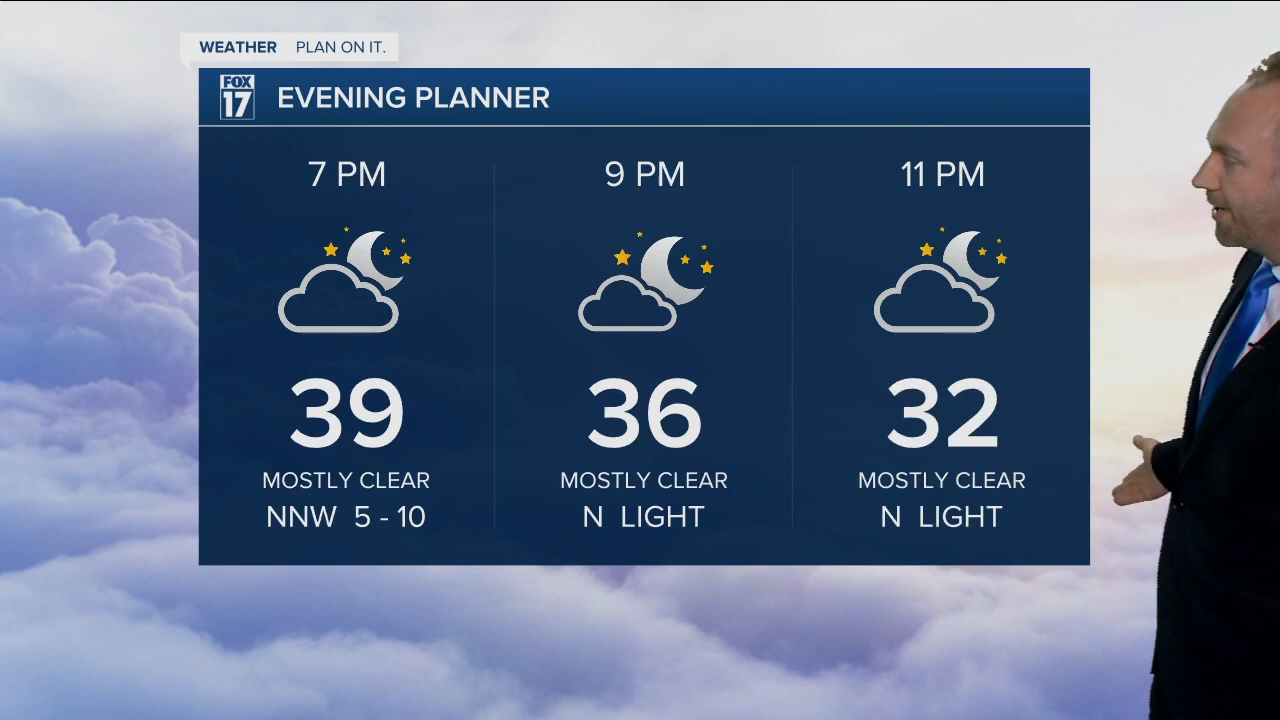 WEATHER PLAN ON IT.
FOX 17
EVENING PLANNER
7 PM
9 PM
11 PM
39
36
32
MOSTLY CLEAR
MOSTLY CLEAR
MOSTLY CLEAR
NNW 5 - 10
N LIGHT
N LIGHT